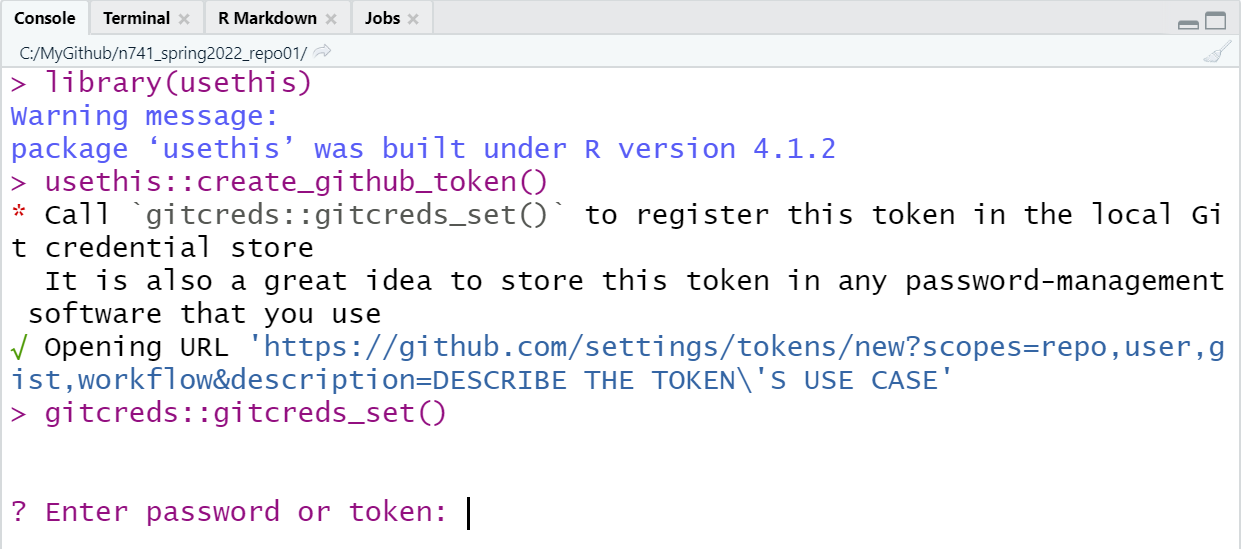 Console Terminal R Markdown Jobs
C:/MyGithub/n741_spring2022_repo01/
> library(usethis)
Warning message:
package ‘usethis’ was built under R version 4.1.2
> usethis::create_github_token()
* Call `gitcreds::gitcreds_set()` to register this token in the local Gi
t credential store
  It is also a great idea to store this token in any password-management
 software that you use
√ Opening URL 'https://github.com/settings/tokens/new?scopes=repo,user,g
ist,workflow&description=DESCRIBE THE TOKEN\'S USE CASE'
> gitcreds::gitcreds_set()
? Enter password or token: